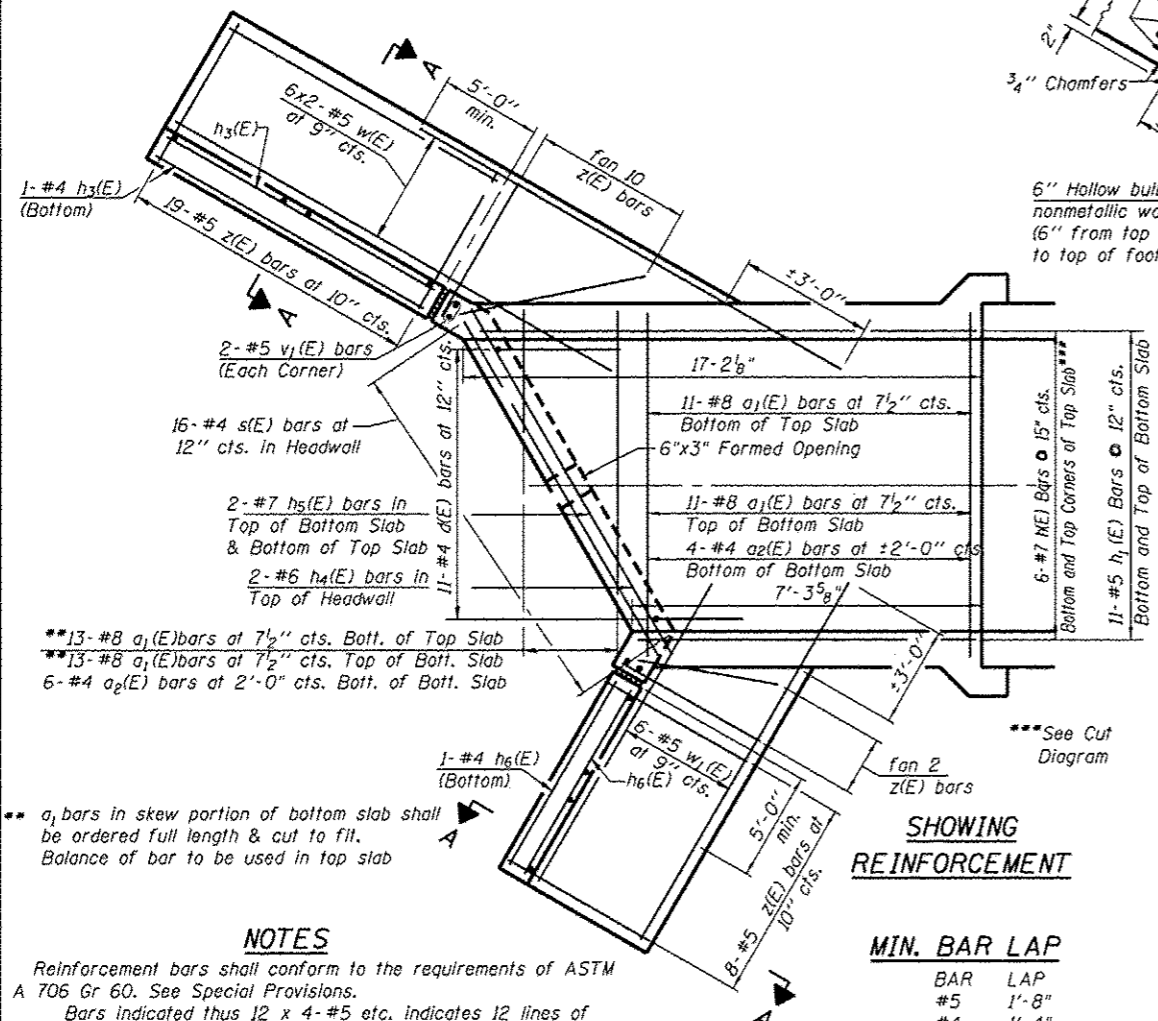 A
5'-0"
min.
6x2-#5 w(E)
at 9" cts.
h3(E)
fan 10
z(E) bars
1-#4 h3(E)
(Bottom)
19-#5 z(E) bars at 10"
cts.
A
2-#5 v1(E) bars
(Each Corner)
±3'-0"
2"
3/4" Chamfers
6" Hollow
nonmetallic
(6" from top
to top of
16-#4 s(E) bars at
12" cts. in Headwall
11-#4 d(E) bars at 12" cts.
17-2 1/8"
11-#8 a1(E) bars at 7 1/2" cts.
Bottom of Top Slab
6"x3" Formed Opening
2-#7 h5(E) bars in
Top of Bottom Slab
& Bottom of Top Slab
11-#8 a1(E) bars at 7 1/2" cts.
Top of Bottom Slab
4-#4 a2(E) bars at ±2'-0" cts
Bottom of Bottom Slab
7'-3 5/8"
2-#6 h4(E) bars in
Top of Headwall
6-#7 h(E) Bars @ 15" cts.
Bottom and Top Corners of Top Slab***
11-#5 h1(E) Bars @ 12" cts.
Bottom and Top of Bottom Slab
**13-#8 a1(E)bars at 7 1/2" cts. Bott. of Top Slab
**13-#8 a1(E)bars at 7 1/2" cts. Top of Bott. Slab
6-#4 a2(E) bars at 2'-0" cts. Bott. of Bott. Slab
±3'-0"
***See Cut
Diagram
1-#4 h6(E)
(Bottom)
6-#5 w1(E)
at 9" cts.
h6(E)
fan 2
z(E) bars
5'-0"
min.
8-#5 z(E) bars at
10" cts.
A
A
** a1 bars in skew portion of bottom slab shall
be ordered full length & cut to fit.
Balance of bar to be used in top slab
SHOWING
REINFORCEMENT
NOTES
Reinforcement bars shall conform to the requirements of ASTM
A 706 Gr 60. See Special Provisions.
Bars indicated thus 12 x 4-#5 etc. indicates 12 lines of
MIN. BAR LAP
BAR LAP
#5 1'-8"